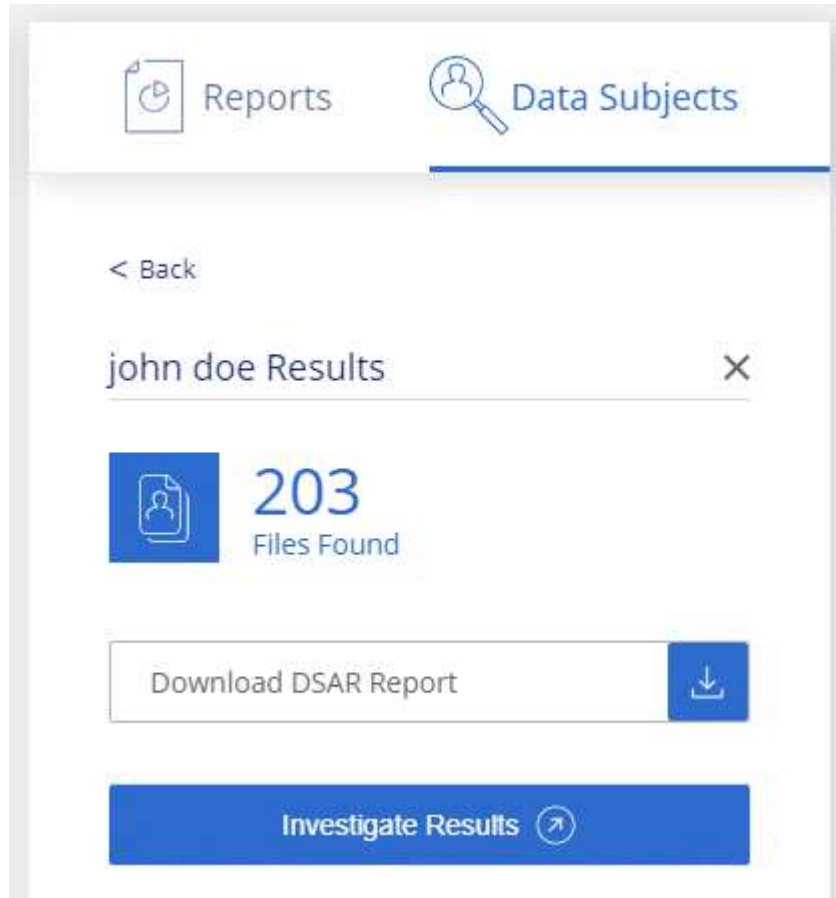 Reports Data Subjects
< Back
john doe Results
203
Files Found
Download DSAR Report
Investigate Results